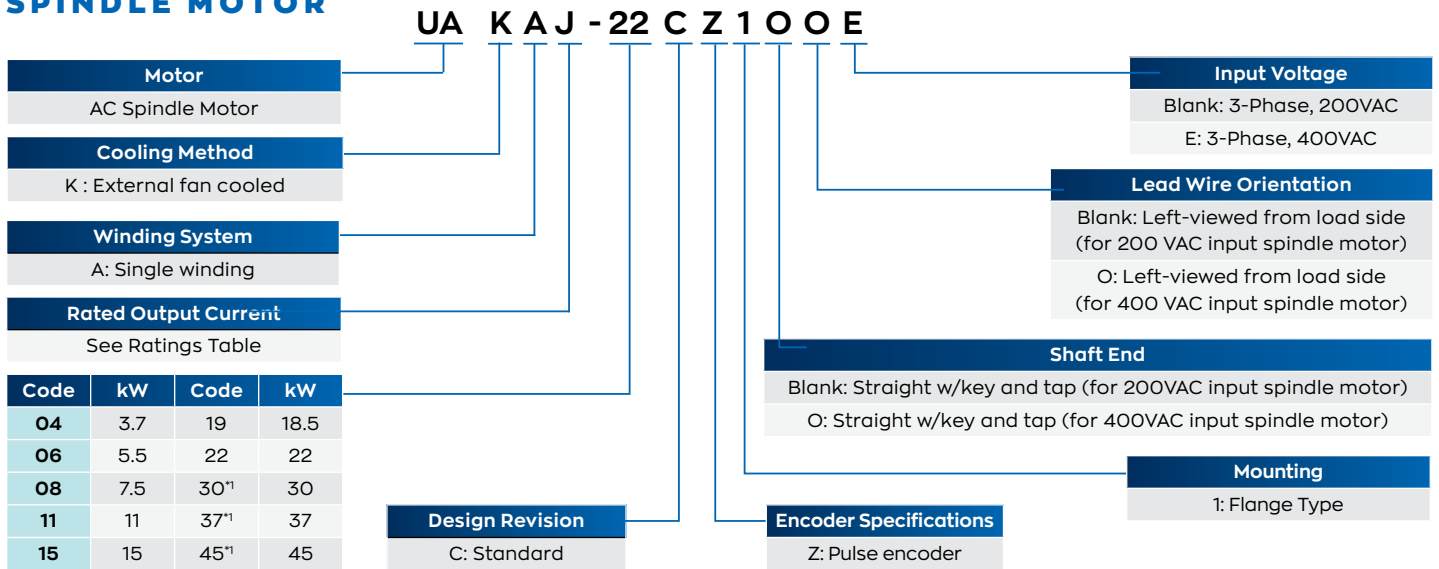 SPINDLE MOTOR
UA K A J - 22 C Z 1 O O E
Motor
AC Spindle Motor
Cooling Method
K : External fan cooled
Winding System
A: Single winding
Rated Output Current
See Ratings Table
Code kW Code kW
04 3.7 19 18.5
06 5.5 22 22
08 7.5 30*1 30
11 11 37*1 37
15 15 45*1 45
Design Revision
C: Standard
Encoder Specifications
Z: Pulse encoder
Input Voltage
Blank: 3-Phase, 200VAC
E: 3-Phase, 400VAC
Lead Wire Orientation
Blank: Left-viewed from load side
(for 200 VAC input spindle motor)
O: Left-viewed from load side
(for 400 VAC input spindle motor)
Shaft End
Blank: Straight w/key and tap (for 200VAC input spindle motor)
O: Straight w/key and tap (for 400VAC input spindle motor)
Mounting
1: Flange Type